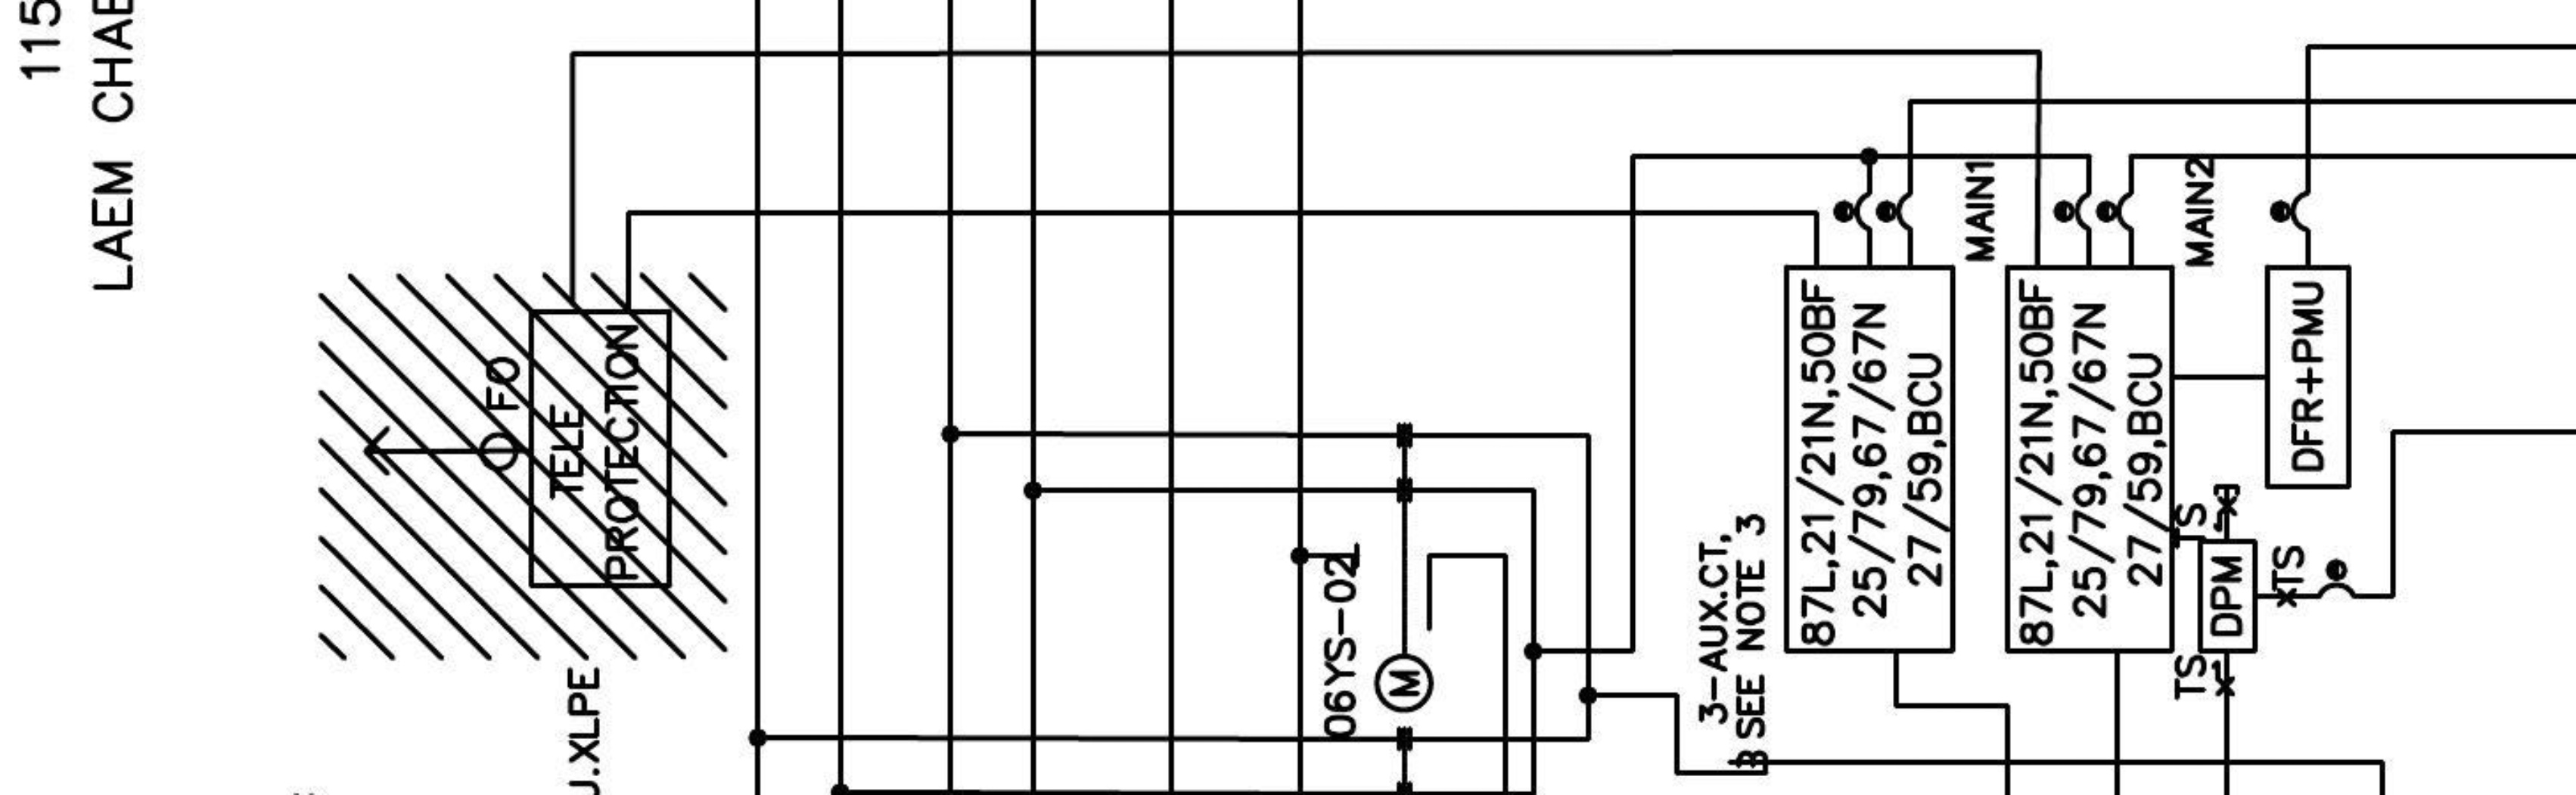 115
LAEM CHAB
FO
TELE
PROTECTION
U.XLPE
06YS-02
M
3-AUX.CT,
SEE NOTE 3
3
87L,21/21N,50BF
25/79,67/67N
27/59,BCU
MAIN1
87L,21/21N,50BF
25/79,67/67N
27/59,BCU
MAIN2
DFR+PMU
TS
DPM
TS
TS